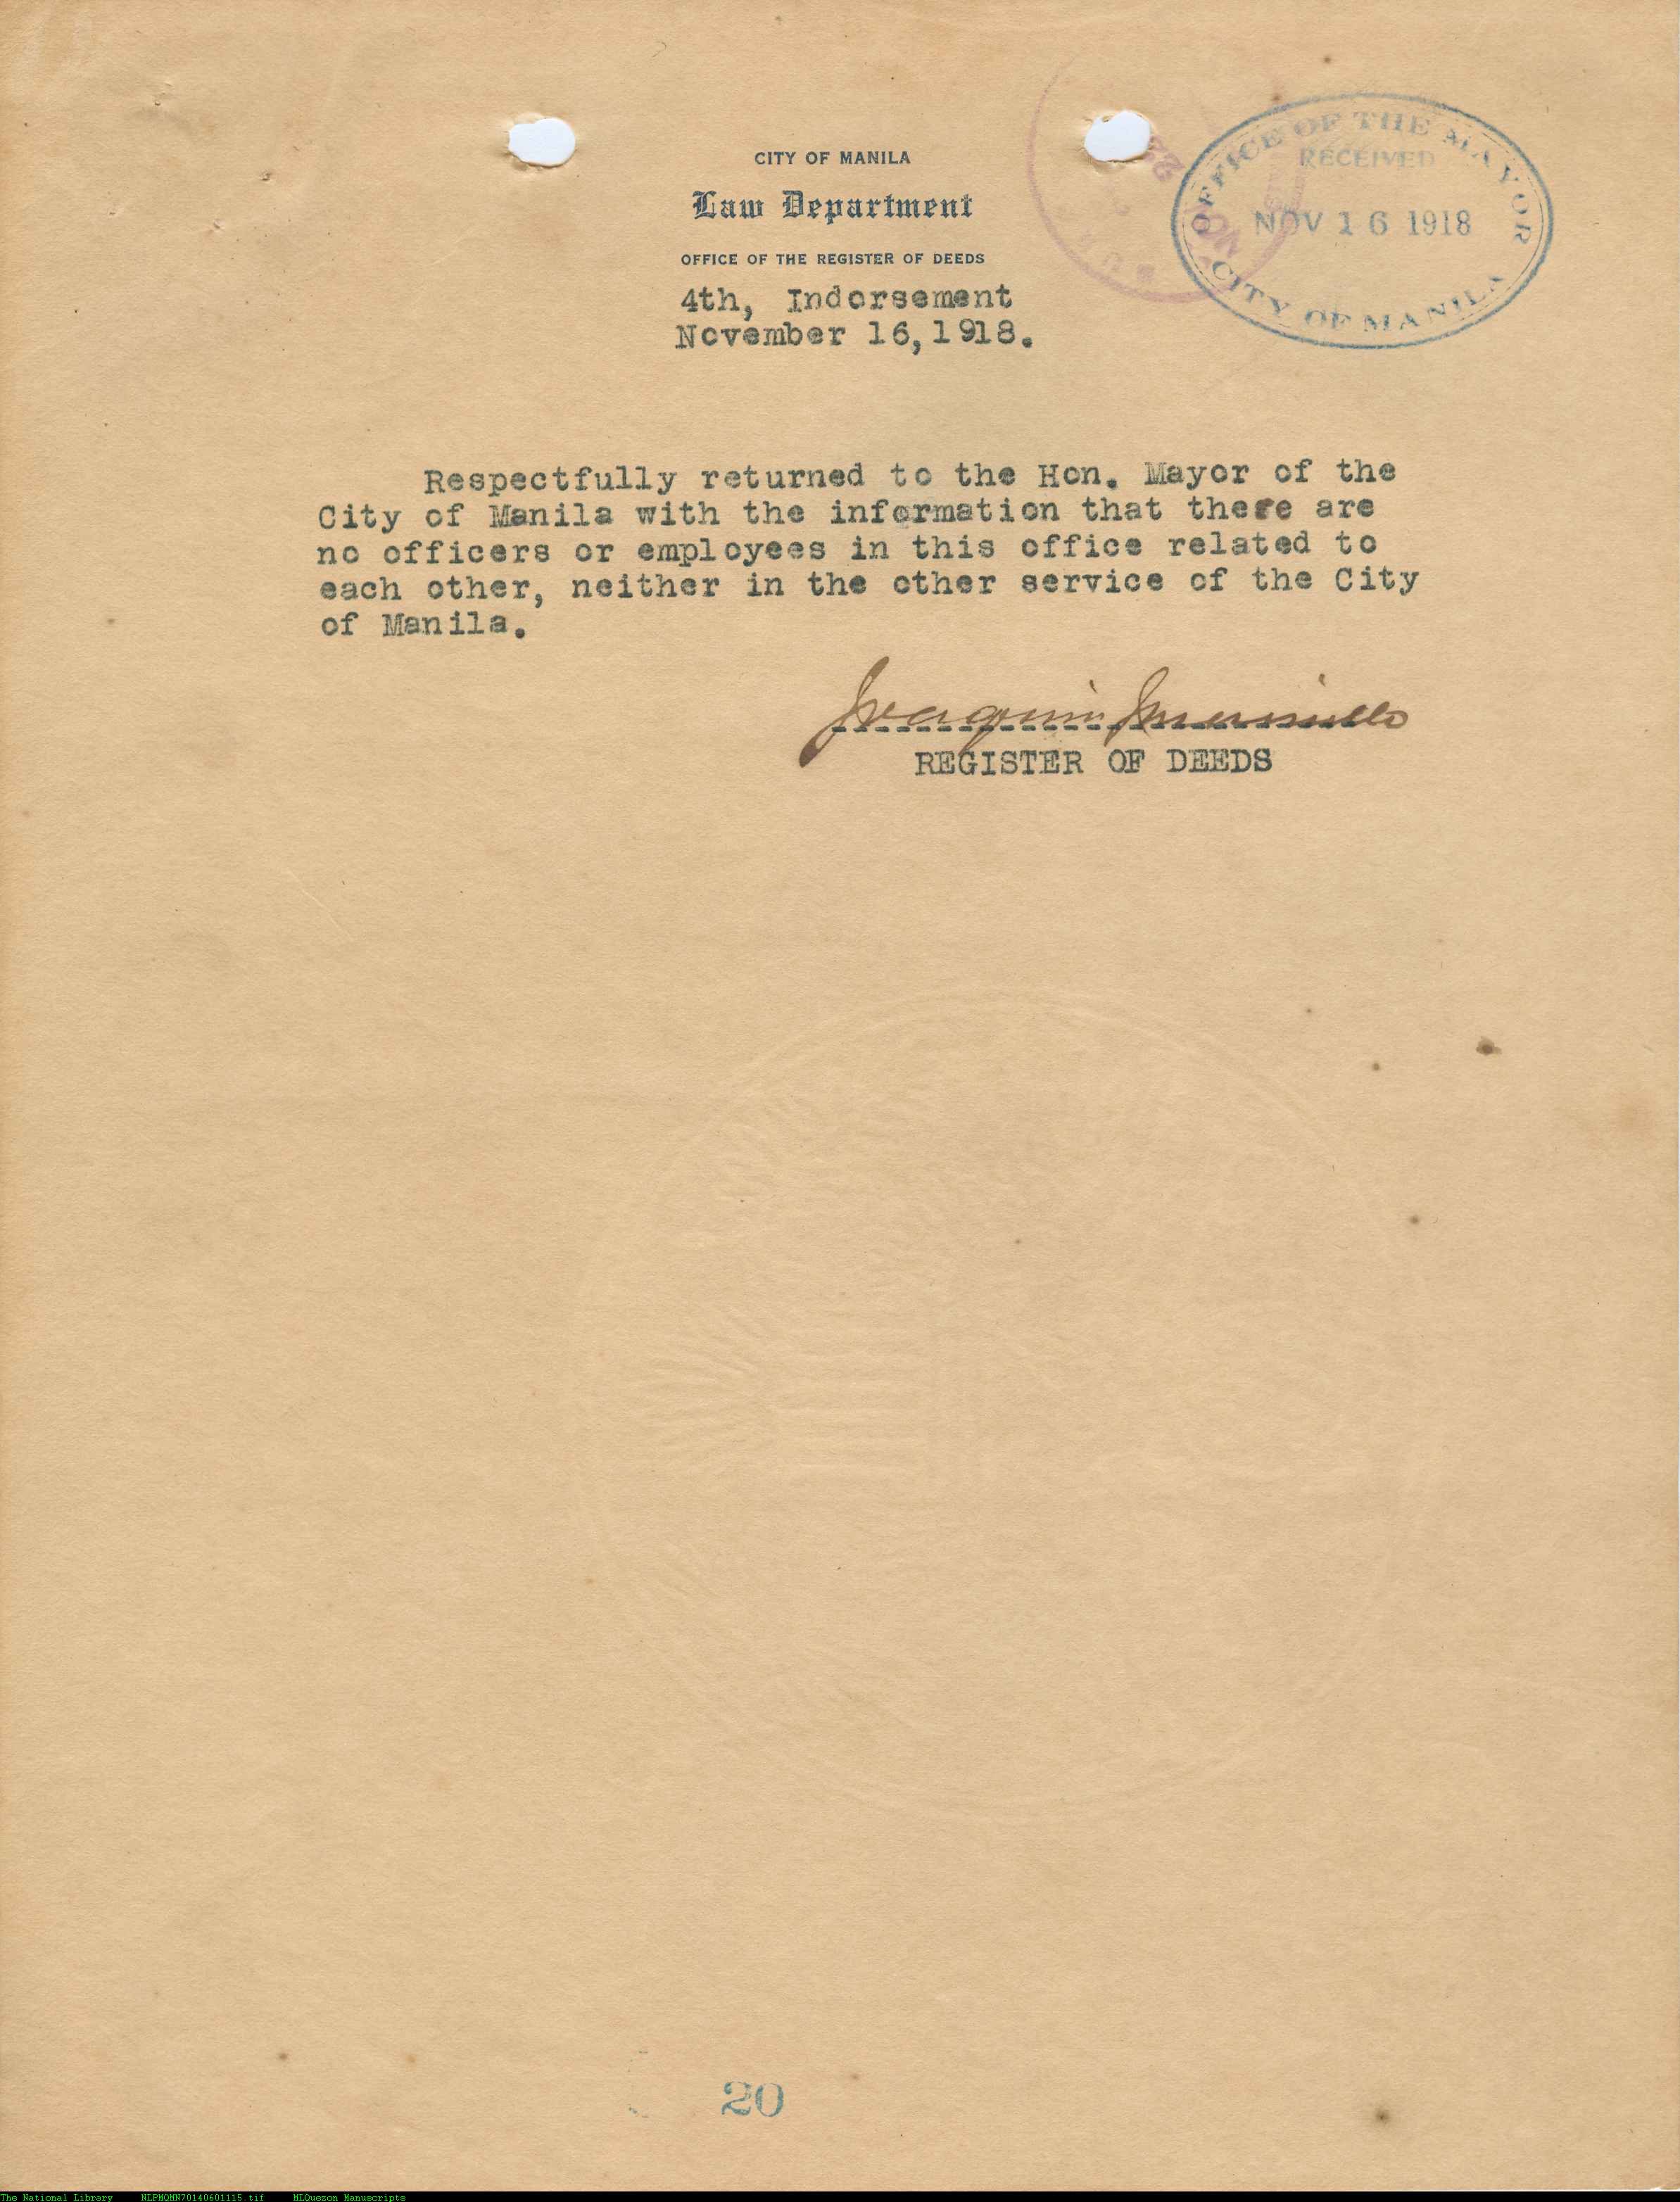 CITY OF MANILA
Law Department
OFFICE OF THE REGISTER OF DEEDS
4th, Indorsement
November 16,1918.
OFFICE OF THE MAYOR
RECEIVED
NOV 16 1918
CITY OF MANILA
Respectfully returned to the Hon. Mayor of the
City of Manila with the information that there are
no officers or employees in this office related to
each other, neither in the other service of the City
of Manila.
Joaquin
REGISTER OF DEEDS
20
The National Library NLPMQMN70140601115.tif MLQuezon Manuscripts